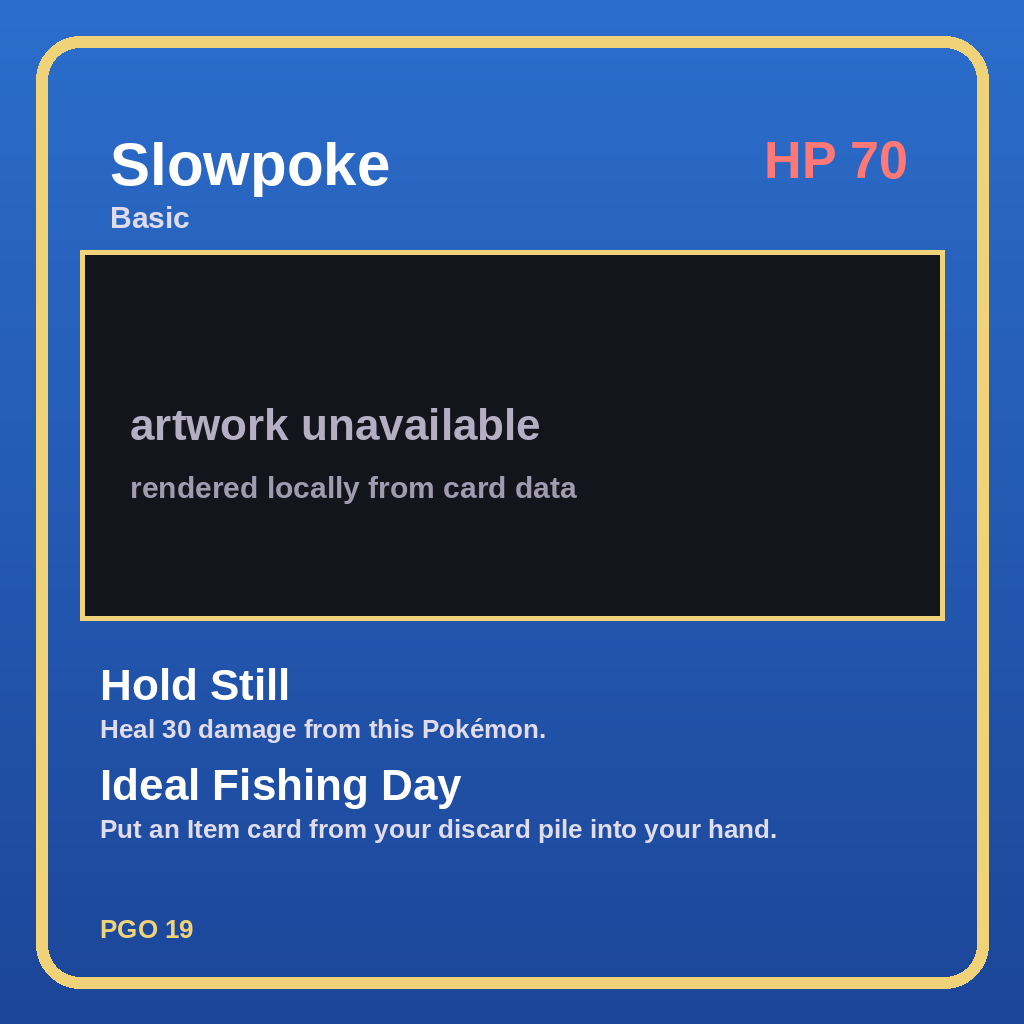 Slowpoke
HP 70
Basic
artwork unavailable
rendered locally from card data
Hold Still
Heal 30 damage from this Pokémon.
Ideal Fishing Day
Put an Item card from your discard pile into your hand.
PGO 19